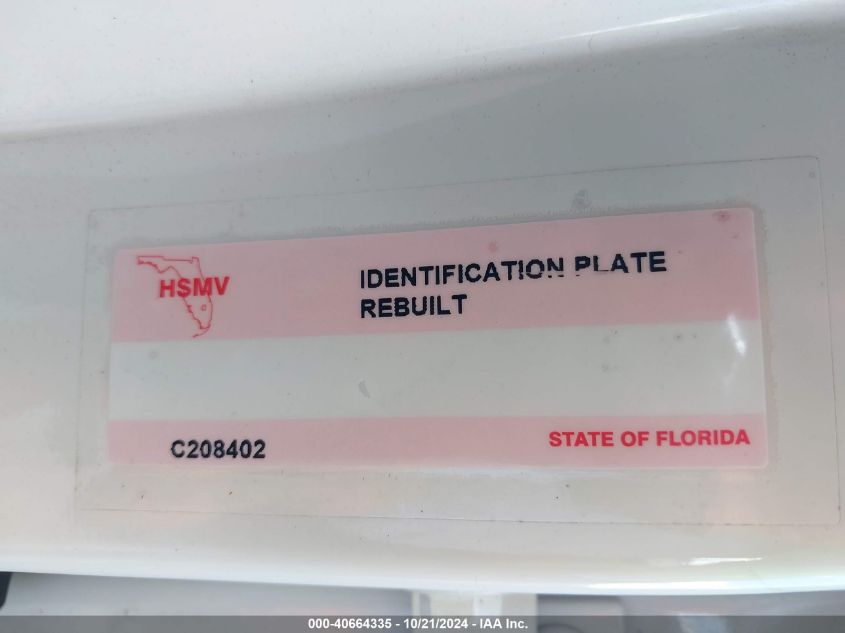 HSMV
IDENTIFICATION PLATE
REBUILT
C208402
STATE OF FLORIDA
000-40664335 - 10/21/2024 - IAA Inc.